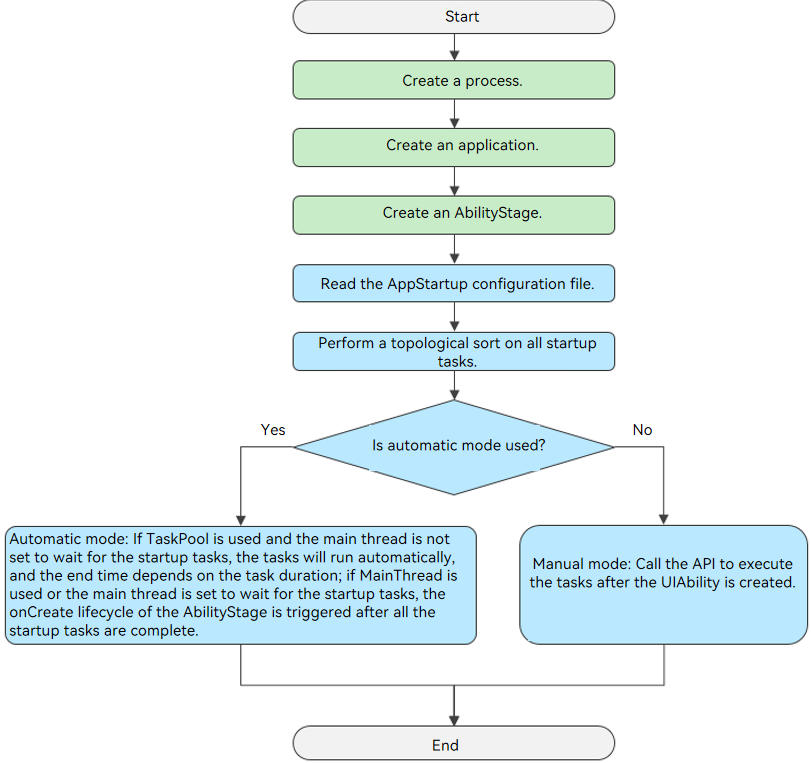 Start
Create a process.
Create an application.
Create an AbilityStage.
Read the AppStartup configuration file.
Perform a topological sort on all startup
tasks.
Is automatic mode used?
Yes
No
Automatic mode: If TaskPool is used and the main thread is not
set to wait for the startup tasks, the tasks will run automatically,
and the end time depends on the task duration; if MainThread is
used or the main thread is set to wait for the startup tasks, the
onCreate lifecycle of the AbilityStage is triggered after all the
startup tasks are complete.
Manual mode: Call the API to execute
the tasks after the UIAbility is created.
End